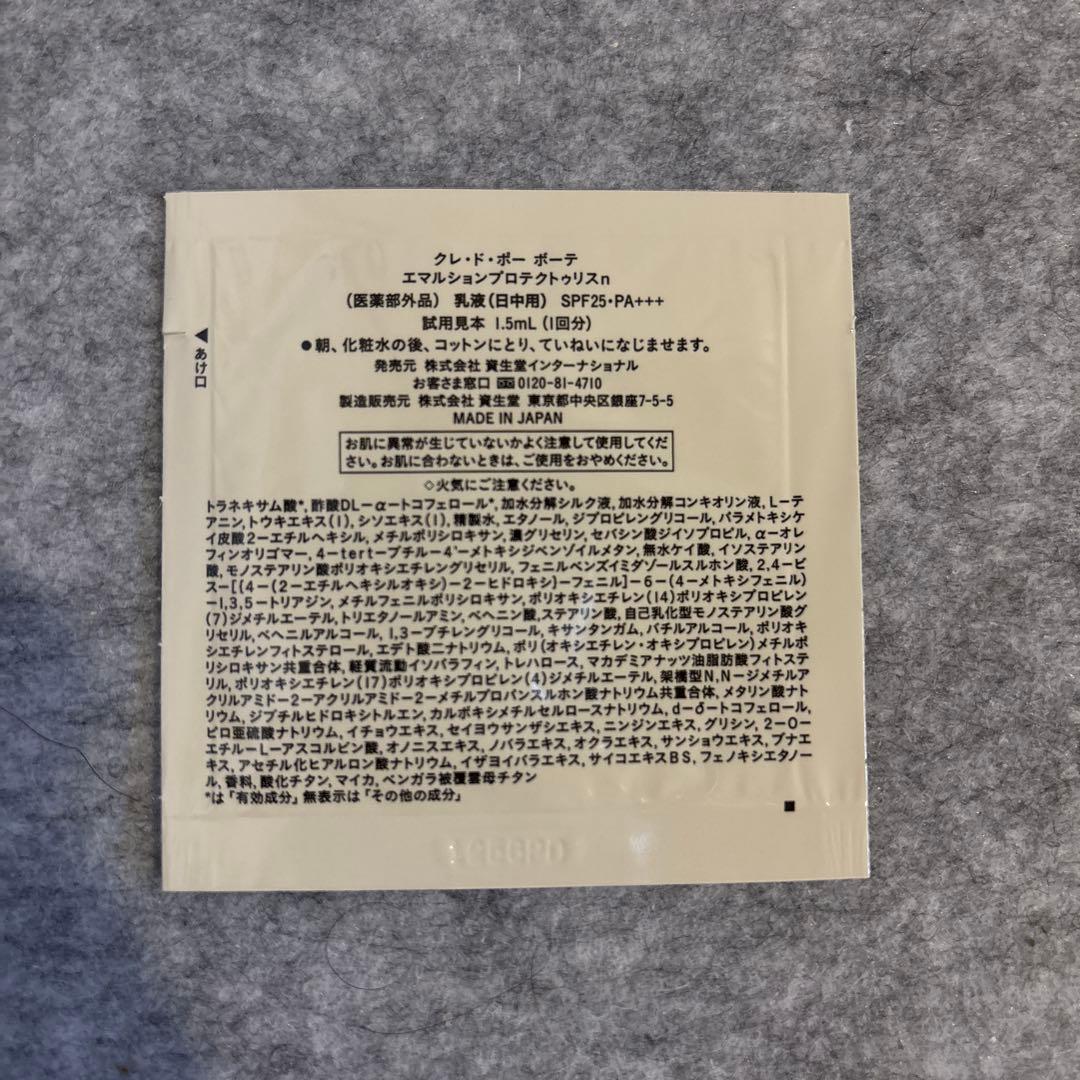 クレ・ド・ポー ボーテ
エマルションプロテクトゥリスn
(医薬部外品) 乳液(日中用) SPF25・PA+++
試用見本 1.5mL(1回分)
●朝、化粧水の後、コットンにとり、ていねいになじませます。
◀あけ口
発売元 株式会社 資生堂インターナショナル
お客さま窓口 0120-81-4710
製造販売元 株式会社 資生堂 東京都中央区銀座7-5-5
MADE IN JAPAN
お肌に異常が生じていないかよく注意して使用してくだ
さい。お肌に合わないときは、ご使用をおやめください。
◇火気にご注意ください。
トラネキサム酸*, 酢酸DL-α-トコフェロール*, 加水分解シルク液, 加水分解コンキオリン液, L-テ
アニン, トウキエキス(1), シソエキス(1), 精製水, エタノール, ジプロピレングリコール, パラメトキシケ
イ皮酸2-エチルヘキシル, メチルポリシロキサン, 濃グリセリン, セバシン酸ジイソプロピル, α-オレ
フィンオリゴマー, 4-tert-ブチル-4'-メトキシジベンゾイルメタン, 無水ケイ酸, イソステアリン
酸, モノステアリン酸ポリオキシエチレングリセリル, フェニルベンズイミダゾールスルホン酸, 2,4-ビ
ス-[{4-(2-エチルヘキシルオキシ)-2-ヒドロキシ}-フェニル]-6-(4-メトキシフェニル)
-1,3,5-トリアジン, メチルフェニルポリシロキサン, ポリオキシエチレン(14)ポリオキシプロピレン
(7)ジメチルエーテル, トリエタノールアミン, ベヘニン酸, ステアリン酸, 自己乳化型モノステアリン酸グ
リセリル, ベヘニルアルコール, 1,3-ブチレングリコール, キサンタンガム, バチルアルコール, ポリオキ
シエチレンフィトステロール, エデト酸二ナトリウム, ポリ(オキシエチレン・オキシプロピレン)メチルポ
リシロキサン共重合体, 軽質流動イソパラフィン, トレハロース, マカデミアナッツ油脂肪酸フィトステ
リル, ポリオキシエチレン(17)ポリオキシプロピレン(4)ジメチルエーテル, 架橋型N,N-ジメチルア
クリルアミド-2-アクリルアミド-2-メチルプロパンスルホン酸ナトリウム共重合体, メタリン酸ナト
リウム, ジブチルヒドロキシトルエン, カルボキシメチルセルロースナトリウム, d-δ-トコフェロール,
ピロ亜硫酸ナトリウム, イチョウエキス, セイヨウサンザシエキス, ニンジンエキス, グリシン, 2-O-
エチル-L-アスコルビン酸, オノニスエキス, ノバラエキス, オクラエキス, サンショウエキス, ブナエ
キス, アセチル化ヒアルロン酸ナトリウム, イザヨイバラエキス, サイコエキスBS, フェノキシエタノー
ル, 香料, 酸化チタン, マイカ, ベンガラ被覆雲母チタン
*は「有効成分」無表示は「その他の成分」